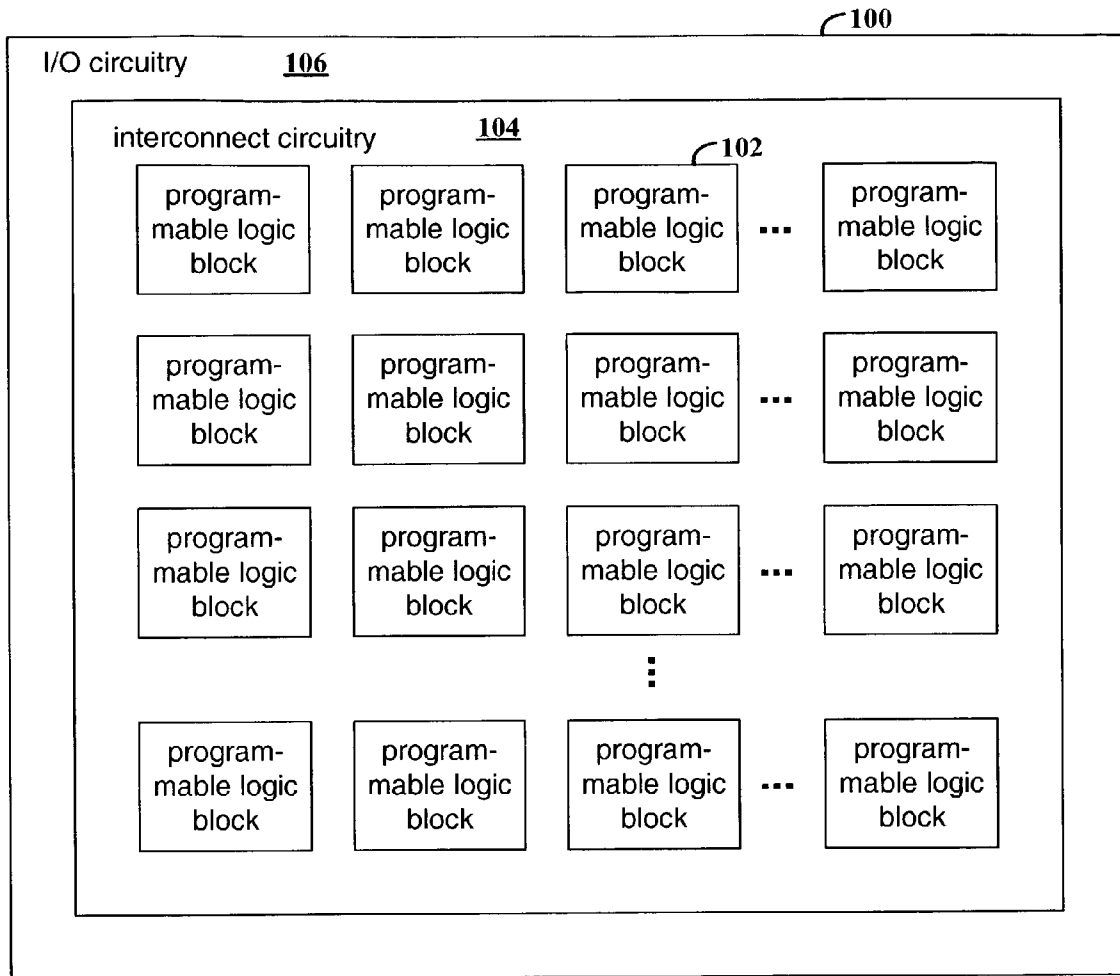 100
I/O circuitry 106
interconnect circuitry 104
102
program- program- program- program-
mable logic mable logic mable logic ... mable logic
block block block block
program- program- program- program-
mable logic mable logic mable logic ... mable logic
block block block block
program- program- program- program-
mable logic mable logic mable logic ... mable logic
block block block block
...
program- program- program- program-
mable logic mable logic mable logic ... mable logic
block block block block